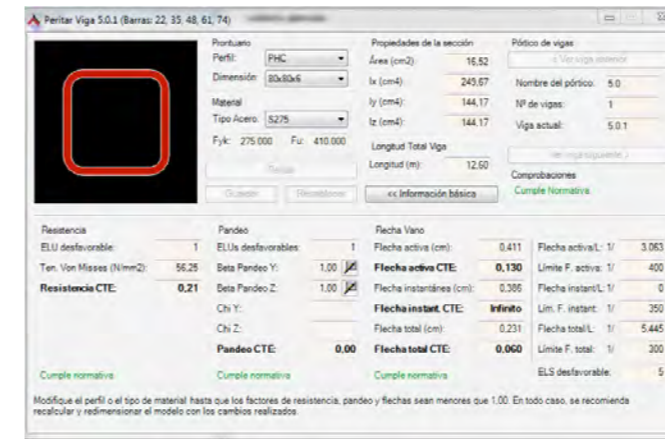 Peritar Viga 5.0.1 (Barras: 22, 35, 48, 61, 74)
Prontuario
Perfil: PHC
Dimensión: 80x80x6
Material
Tipo Acero: S275
Fyk: 275.000 Fu: 410.000
Guardar Restablecer
Propiedades de la sección
Área (cm2): 16,52
Ix (cm4): 249,67
Iy (cm4): 144,17
Iz (cm4): 144,17
Longitud Total Viga
Longitud (m): 12,60
<< Información básica
Pórtico de vigas
< Ver viga anterior
Nombre del pórtico: 5.0
Nº de vigas: 1
Viga actual: 5.0.1
Ver viga siguiente >
Comprobaciones
Cumple Normativa
Resistencia
ELU desfavorable: 1
Ten. Von Misses (N/mm2): 56,25
Resistencia CTE: 0,21
Cumple normativa
Pandeo
ELUs desfavorables: 1
Beta Pandeo Y: 1,00
Beta Pandeo Z: 1,00
Chi Y:
Chi Z:
Pandeo CTE: 0,00
Cumple normativa
Flecha Vano
Flecha activa (cm): 0,411 Flecha activa/L: 1/ 3.063
Flecha activa CTE: 0,130 Límite F. activa: 1/ 400
Flecha instantánea (cm): 0,386 Flecha instant/L: 1/ 0
Flecha instant. CTE: Infinito Lím. F. instant: 1/ 350
Flecha total (cm): 0,231 Flecha total/L: 1/ 5.445
Flecha total CTE: 0,060 Límite F. total: 1/ 300
Cumple normativa ELS desfavorable: 5
Modifique el perfil o el tipo de material hasta que los factores de resistencia, pandeo y flechas sean menores que 1,00. En todo caso, se recomienda
recalcular y redimensionar el modelo con los cambios realizados.